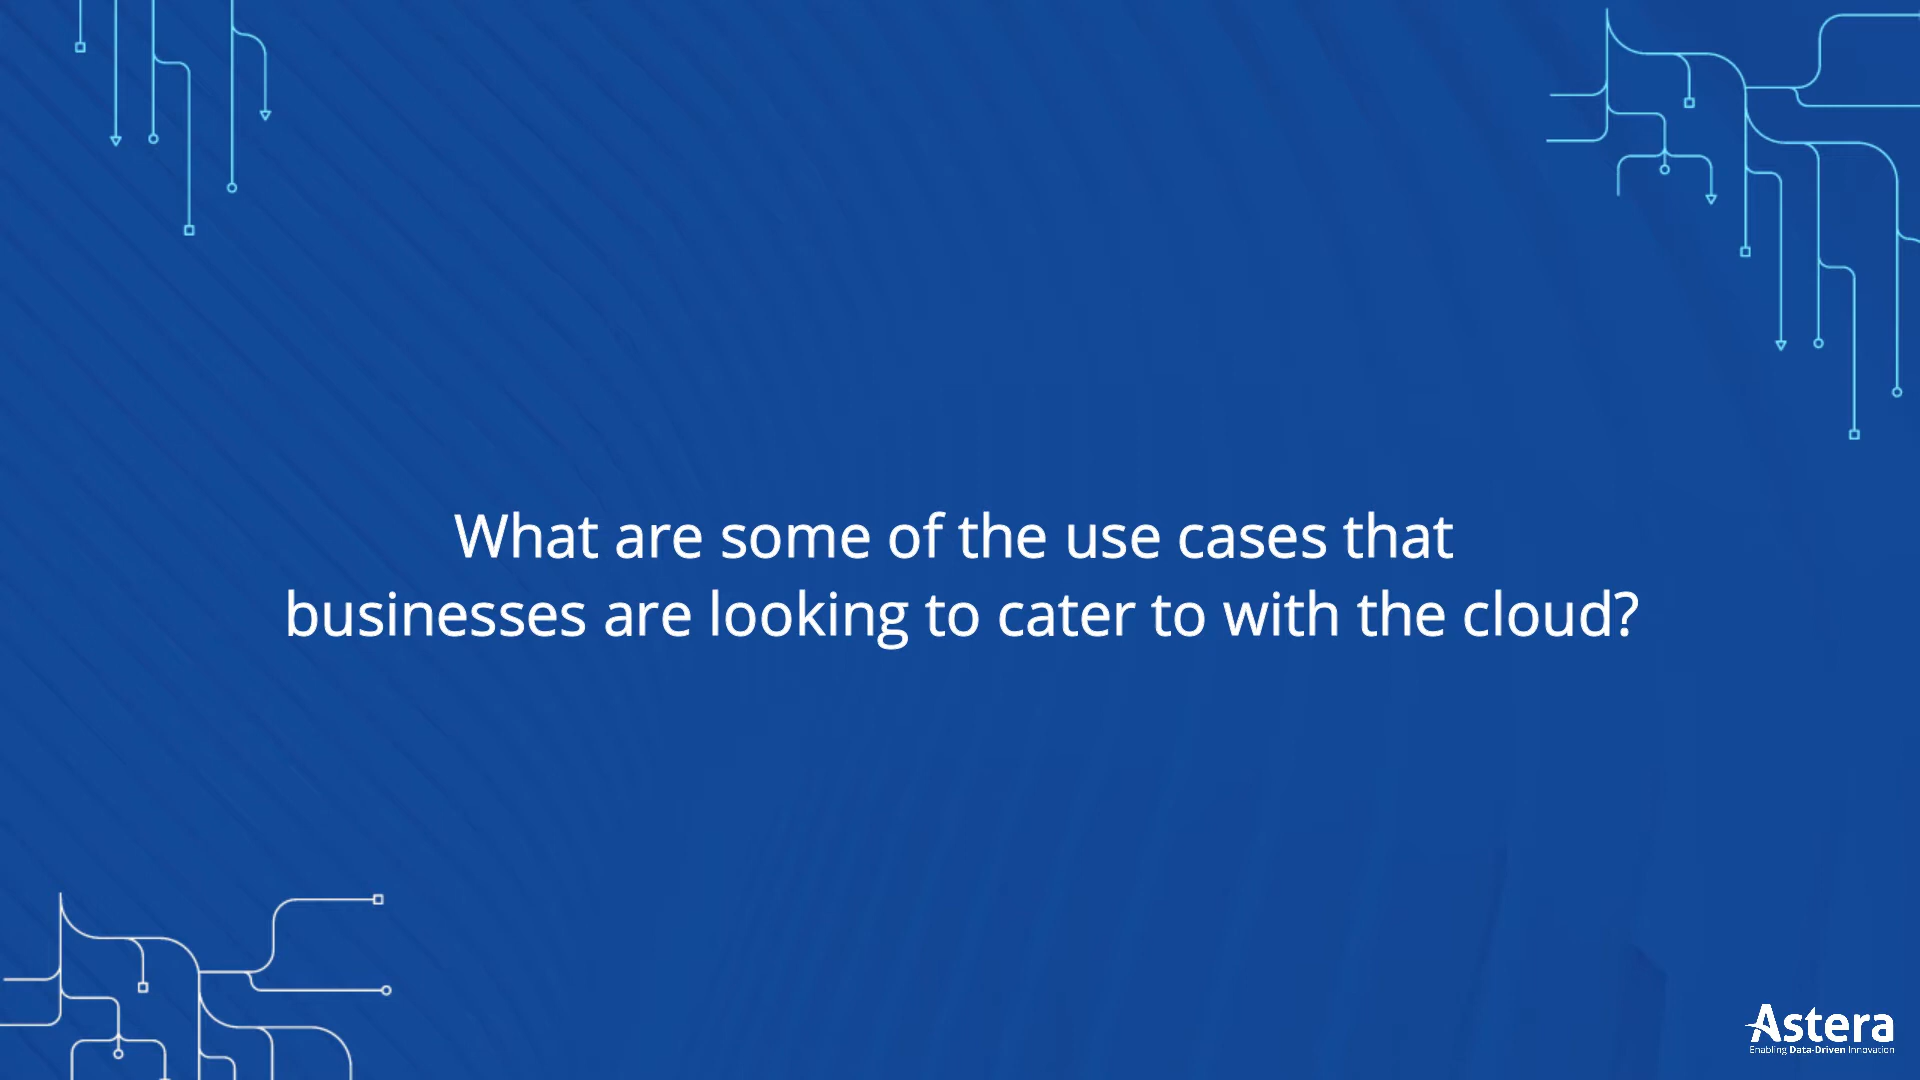 What are some of the use cases that
businesses are looking to cater to with the cloud?
Astera
Enabling Data-Driven Innovation